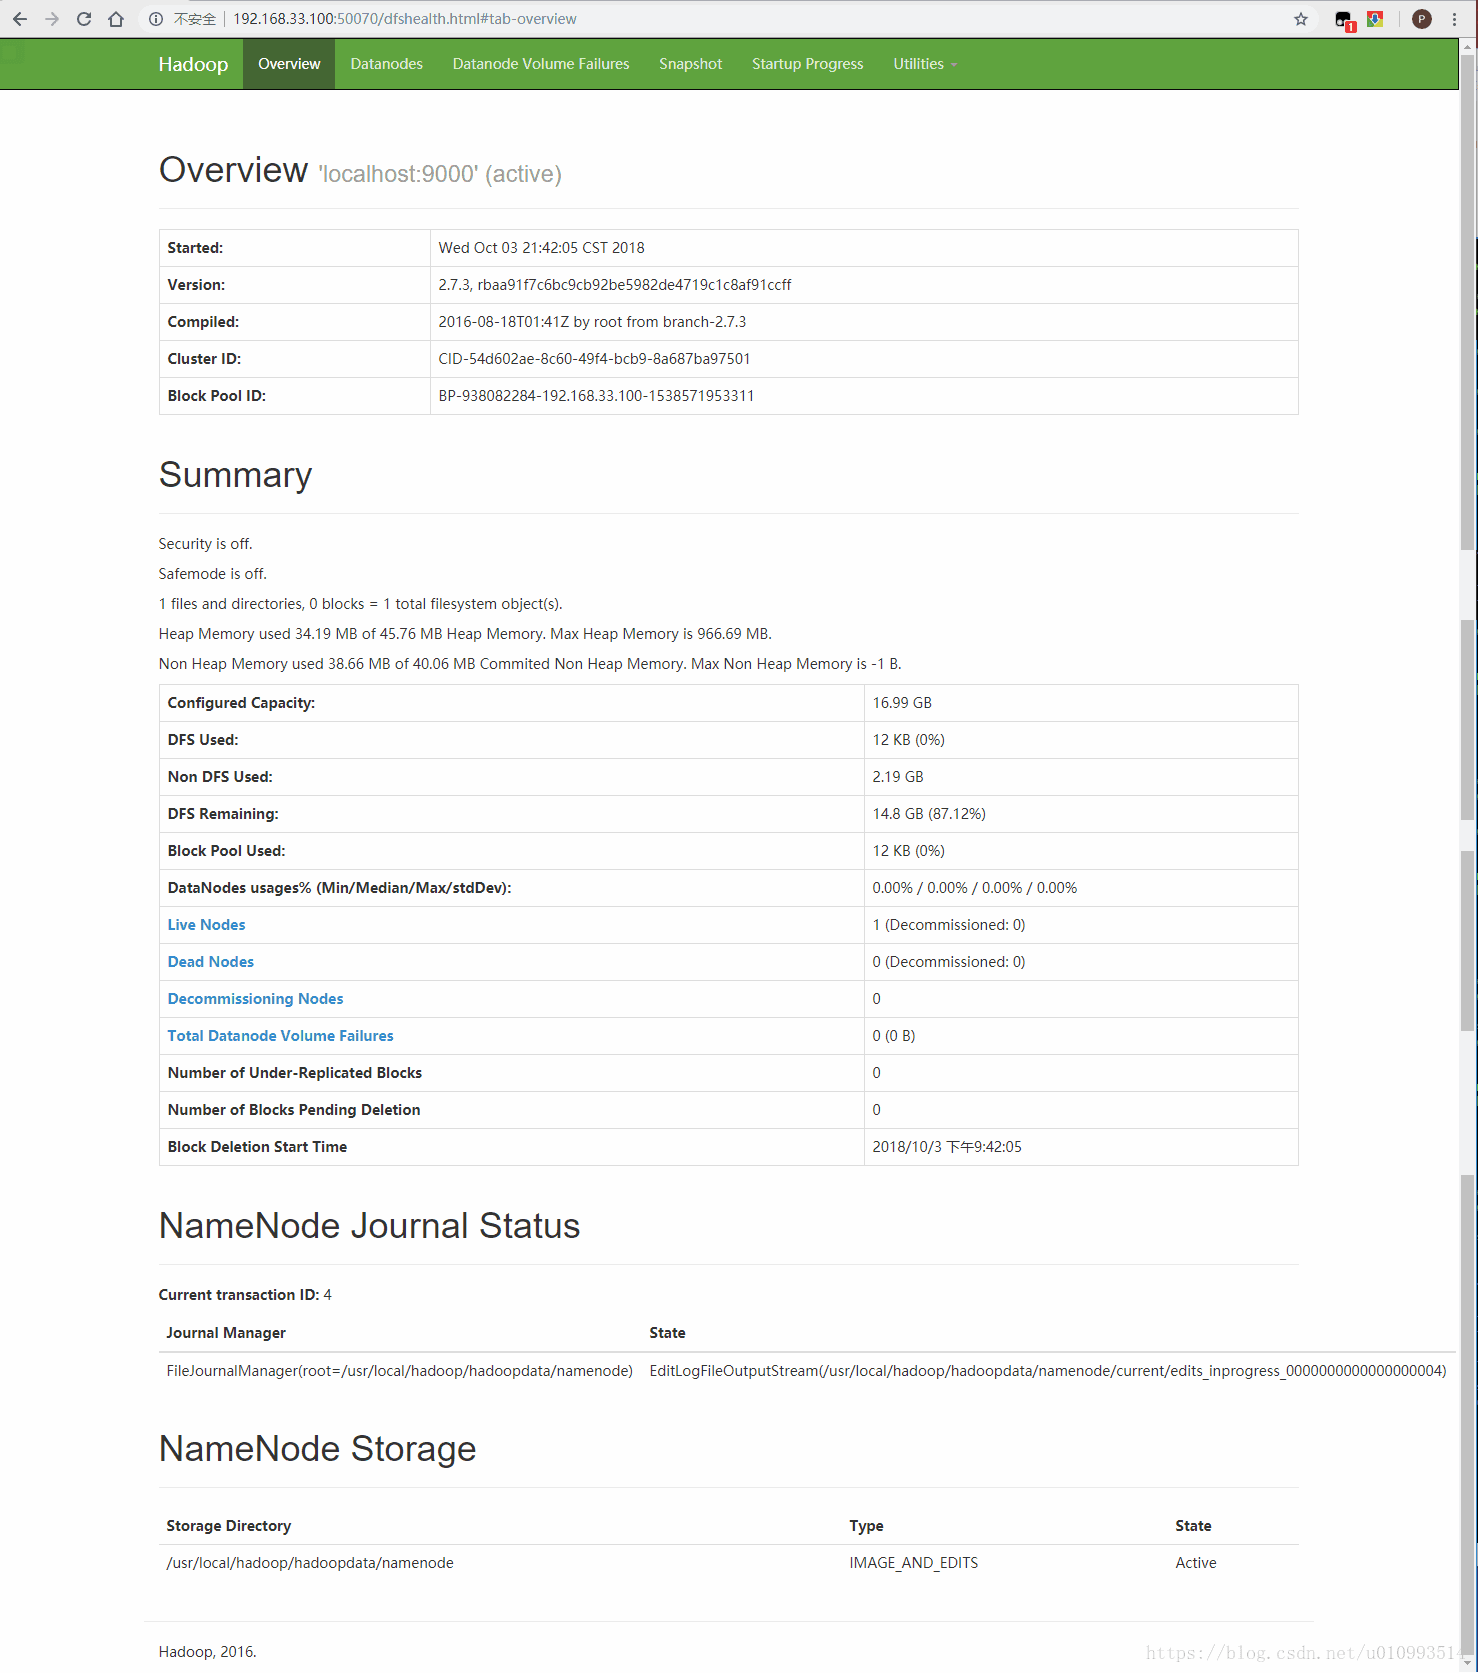 不安全 192.168.33.100:50070/dfshealth.html#tab-overview 1 P
Hadoop Overview Datanodes Datanode Volume Failures Snapshot Startup Progress Utilities
Overview 'localhost:9000' (active)
Started: Wed Oct 03 21:42:05 CST 2018
Version: 2.7.3, rbaa91f7c6bc9cb92be5982de4719c1c8af91ccff
Compiled: 2016-08-18T01:41Z by root from branch-2.7.3
Cluster ID: CID-54d602ae-8c60-49f4-bcb9-8a687ba97501
Block Pool ID: BP-938082284-192.168.33.100-1538571953311
Summary
Security is off.
Safemode is off.
1 files and directories, 0 blocks = 1 total filesystem object(s).
Heap Memory used 34.19 MB of 45.76 MB Heap Memory. Max Heap Memory is 966.69 MB.
Non Heap Memory used 38.66 MB of 40.06 MB Commited Non Heap Memory. Max Non Heap Memory is -1 B.
Configured Capacity: 16.99 GB
DFS Used: 12 KB (0%)
Non DFS Used: 2.19 GB
DFS Remaining: 14.8 GB (87.12%)
Block Pool Used: 12 KB (0%)
DataNodes usages% (Min/Median/Max/stdDev): 0.00% / 0.00% / 0.00% / 0.00%
Live Nodes 1 (Decommissioned: 0)
Dead Nodes 0 (Decommissioned: 0)
Decommissioning Nodes 0
Total Datanode Volume Failures 0 (0 B)
Number of Under-Replicated Blocks 0
Number of Blocks Pending Deletion 0
Block Deletion Start Time 2018/10/3 下午9:42:05
NameNode Journal Status
Current transaction ID: 4
Journal Manager State
FileJournalManager(root=/usr/local/hadoop/hadoopdata/namenode) EditLogFileOutputStream(/usr/local/hadoop/hadoopdata/namenode/current/edits_inprogress_0000000000000000004)
NameNode Storage
Storage Directory Type State
/usr/local/hadoop/hadoopdata/namenode IMAGE_AND_EDITS Active
Hadoop, 2016.
https://blog.csdn.net/u010993514